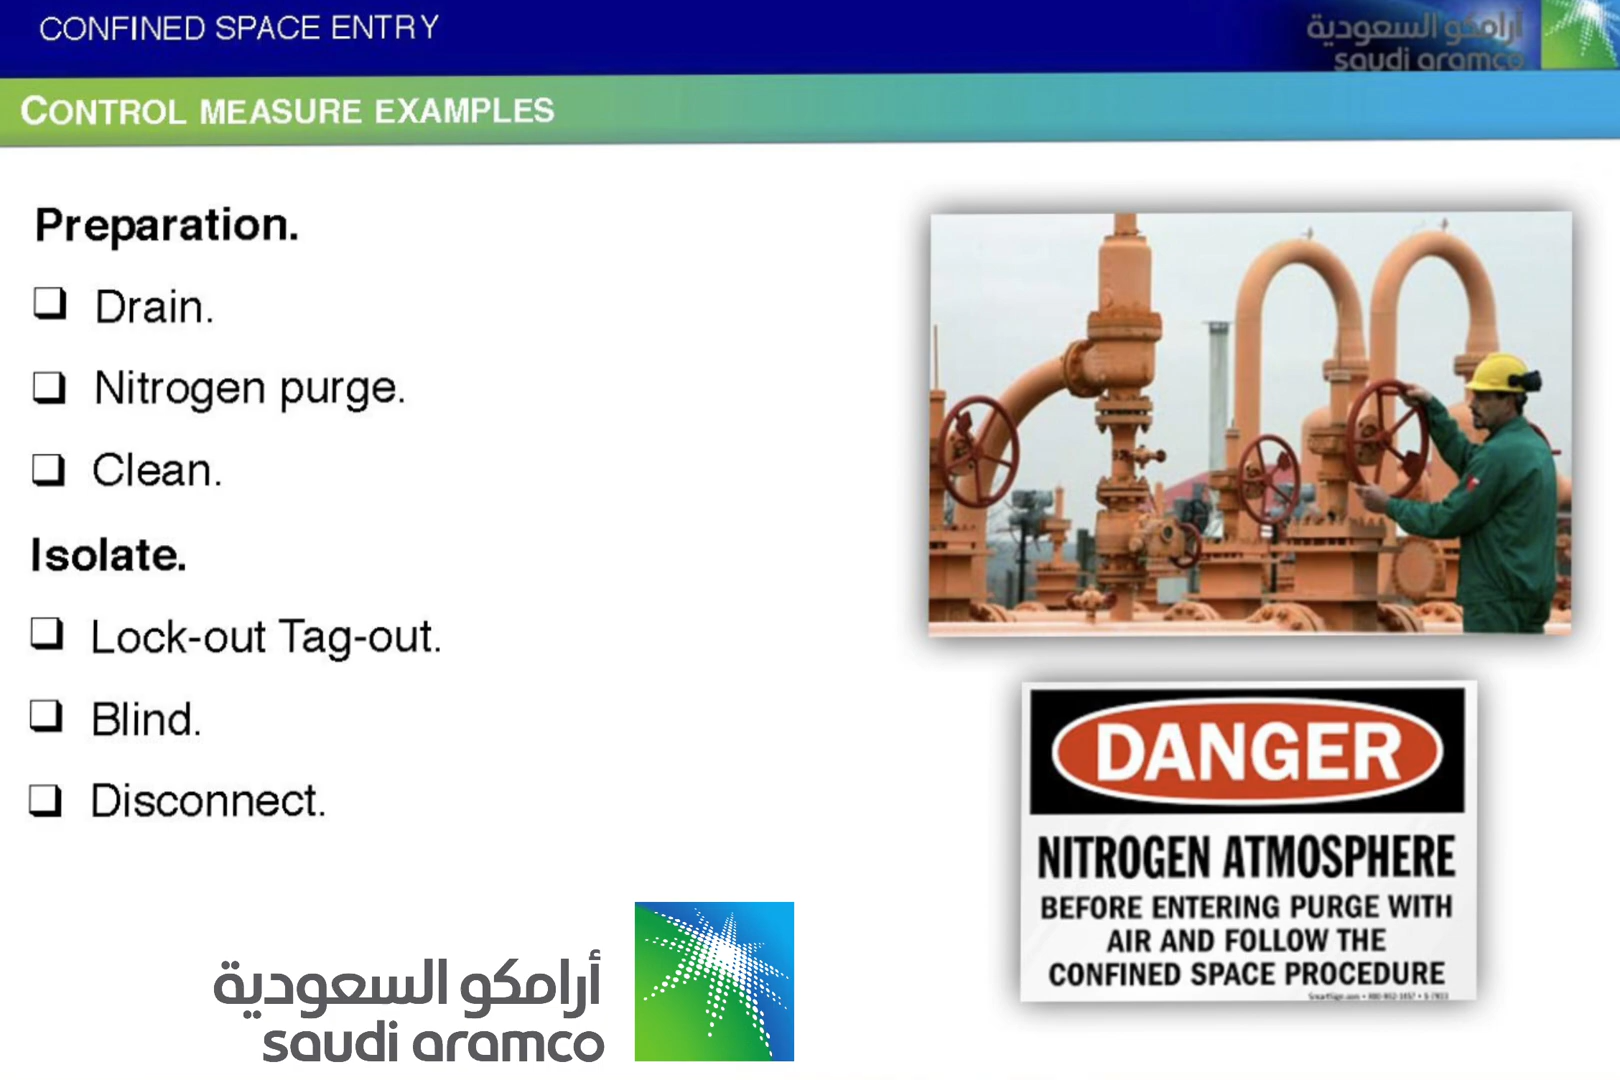 CONFINED SPACE ENTRY
أرامكو السعودية
saudi aramco
CONTROL MEASURE EXAMPLES
Preparation.
Drain.
Nitrogen purge.
Clean.
Isolate.
Lock-out Tag-out.
Blind.
Disconnect.
DANGER
NITROGEN ATMOSPHERE
BEFORE ENTERING PURGE WITH
AIR AND FOLLOW THE
CONFINED SPACE PROCEDURE
أرامكو السعودية
saudi aramco